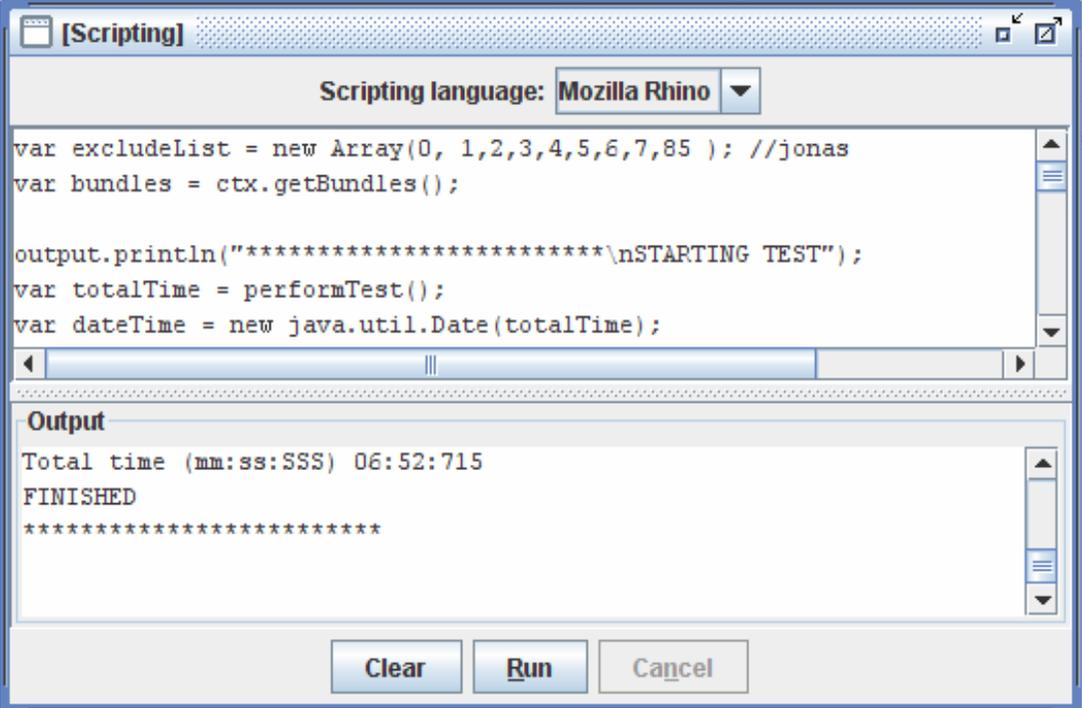 [Scripting]
Scripting language: Mozilla Rhino
var excludeList = new Array(0, 1,2,3,4,5,6,7,85 ); //jonas
var bundles = ctx.getBundles();
output.println("*************************\nSTARTING TEST");
var totalTime = performTest();
var dateTime = new java.util.Date(totalTime);
Output
Total time (mm:ss:SSS) 06:52:715
FINISHED
*************************
Clear Run Cancel